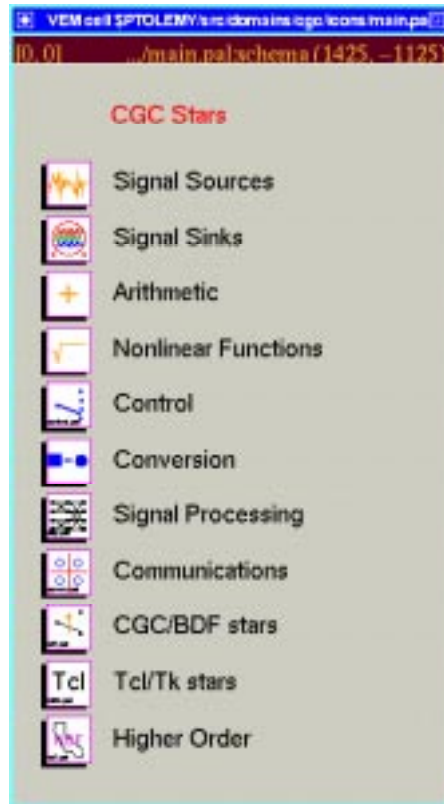 VEM cell $PTOLEMY/src/domains/cgc/icons/main.pa
[0, 0] .../main.pal:schema (1425, -1125)
CGC Stars
Signal Sources
Signal Sinks
Arithmetic
Nonlinear Functions
Control
Conversion
Signal Processing
Communications
CGC/BDF stars
Tcl Tcl/Tk stars
Higher Order